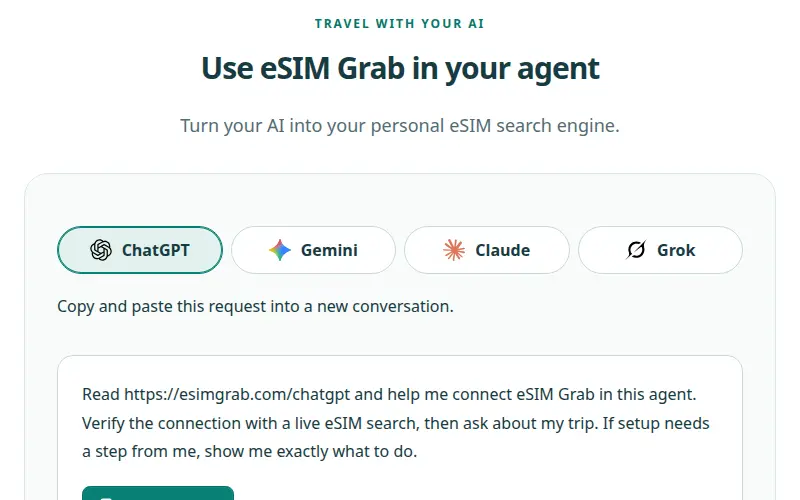 TRAVEL WITH YOUR AI
Use eSIM Grab in your agent
Turn your AI into your personal eSIM search engine.
ChatGPT
Gemini
Claude
Grok
Copy and paste this request into a new conversation.
Read https://esimgrab.com/chatgpt and help me connect eSIM Grab in this agent.
Verify the connection with a live eSIM search, then ask about my trip. If setup needs
a step from me, show me exactly what to do.